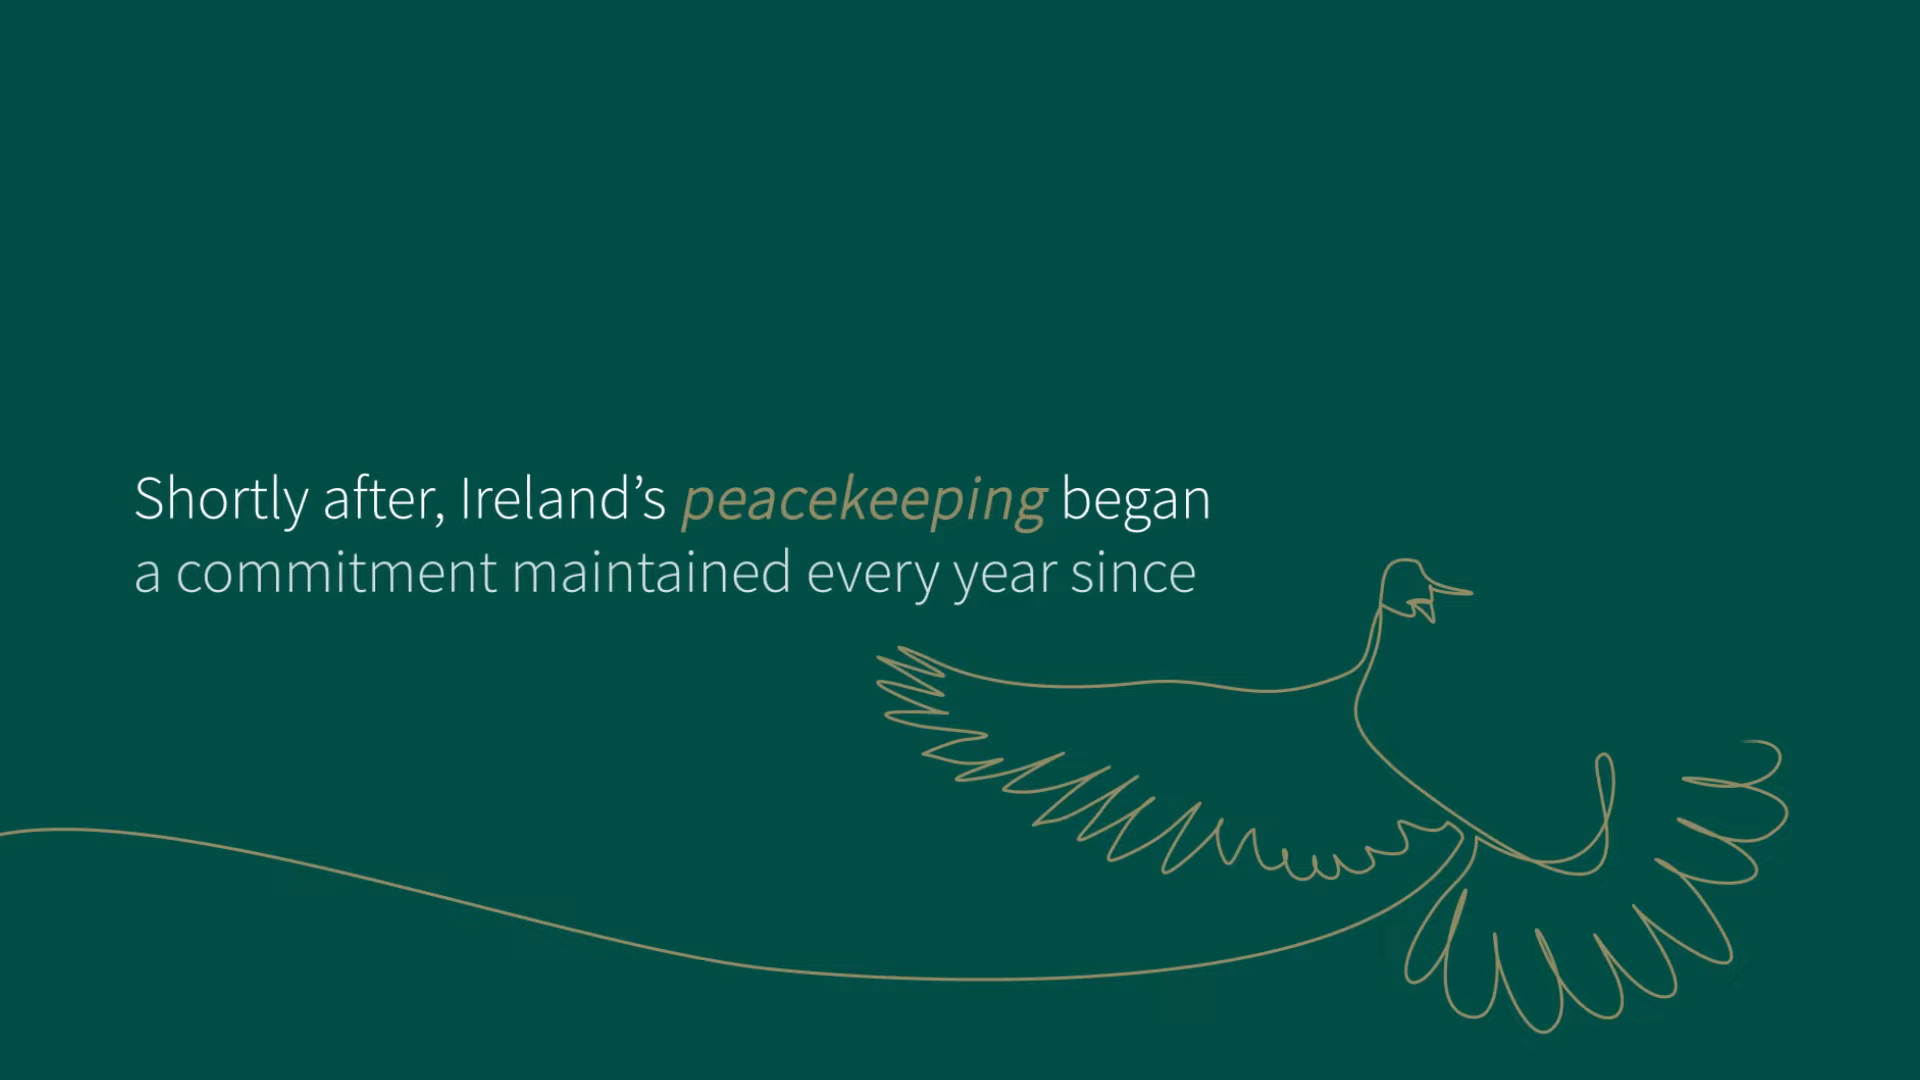 Shortly after, Ireland’s peacekeeping began
a commitment maintained every year since